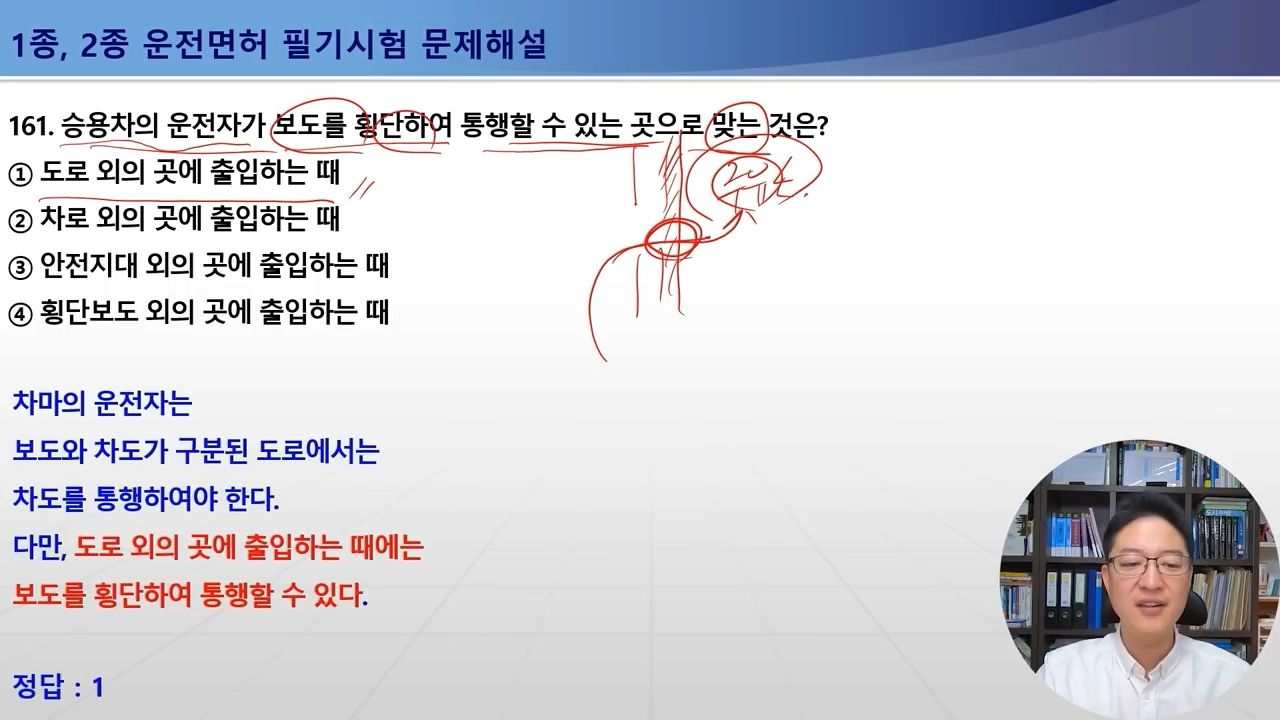 1종, 2종 운전면허 필기시험 문제해설
161. 승용차의 운전자가 보도를 횡단하여 통행할 수 있는 곳으로 맞는 것은?
① 도로 외의 곳에 출입하는 때
② 차로 외의 곳에 출입하는 때
③ 안전지대 외의 곳에 출입하는 때
④ 횡단보도 외의 곳에 출입하는 때
차마의 운전자는
보도와 차도가 구분된 도로에서는
차도를 통행하여야 한다.
다만, 도로 외의 곳에 출입하는 때에는
보도를 횡단하여 통행할 수 있다.
정답 : 1